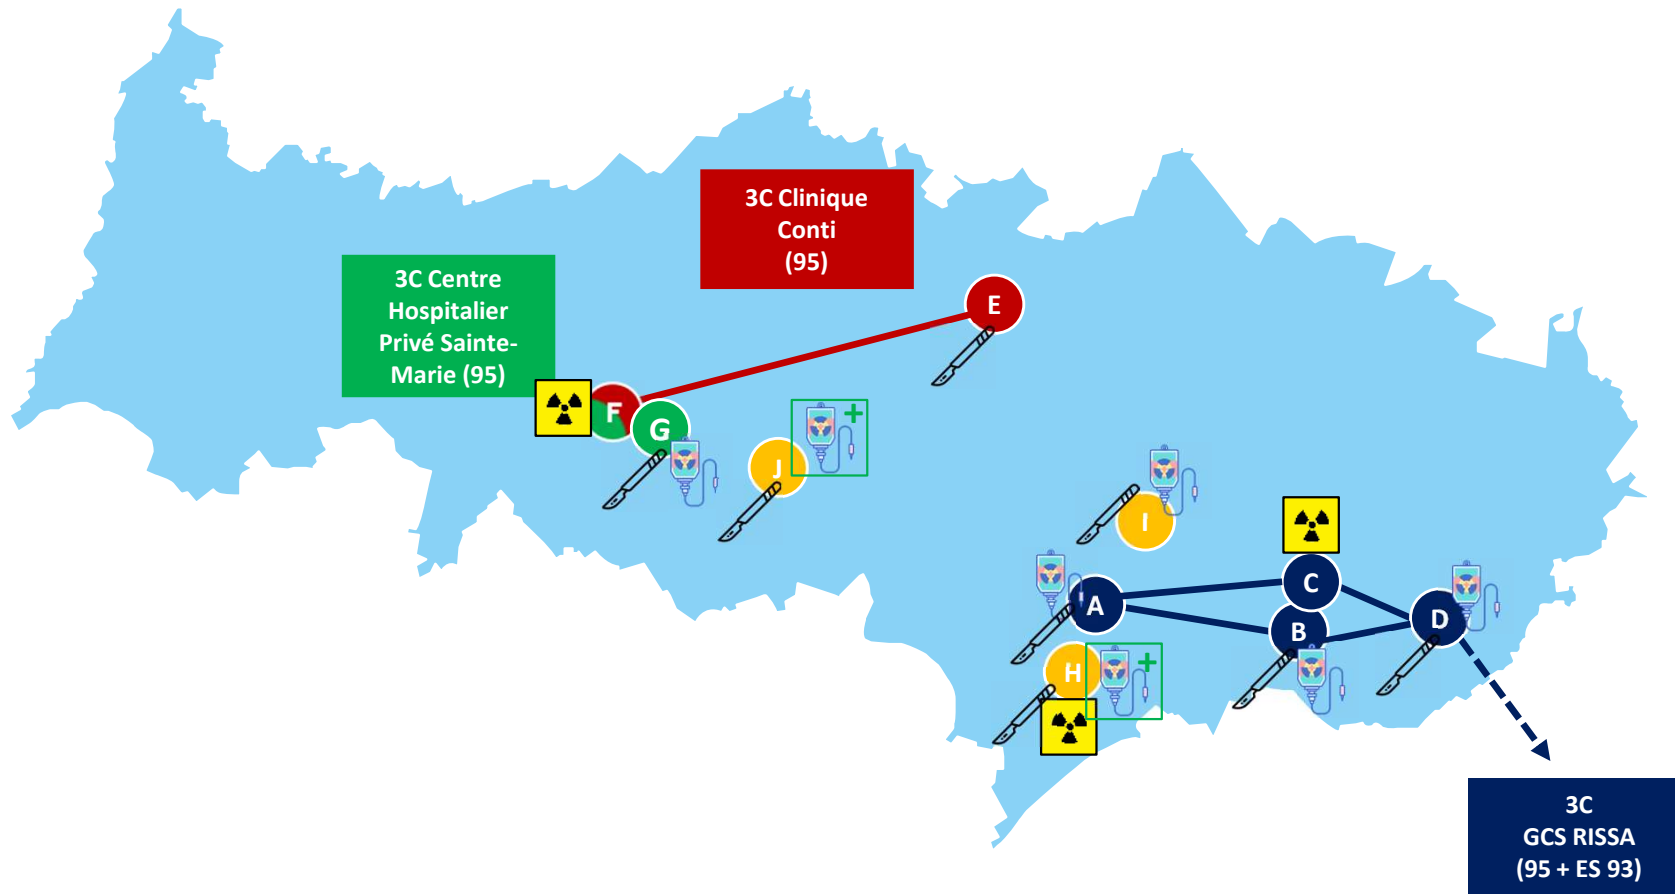 3C Clinique
Conti
(95)
3C Centre
Hospitalier
Privé Sainte-
Marie (95)
E
F
G
J
I
A
C
B
D
H
3C
GCS RISSA
(95 + ES 93)